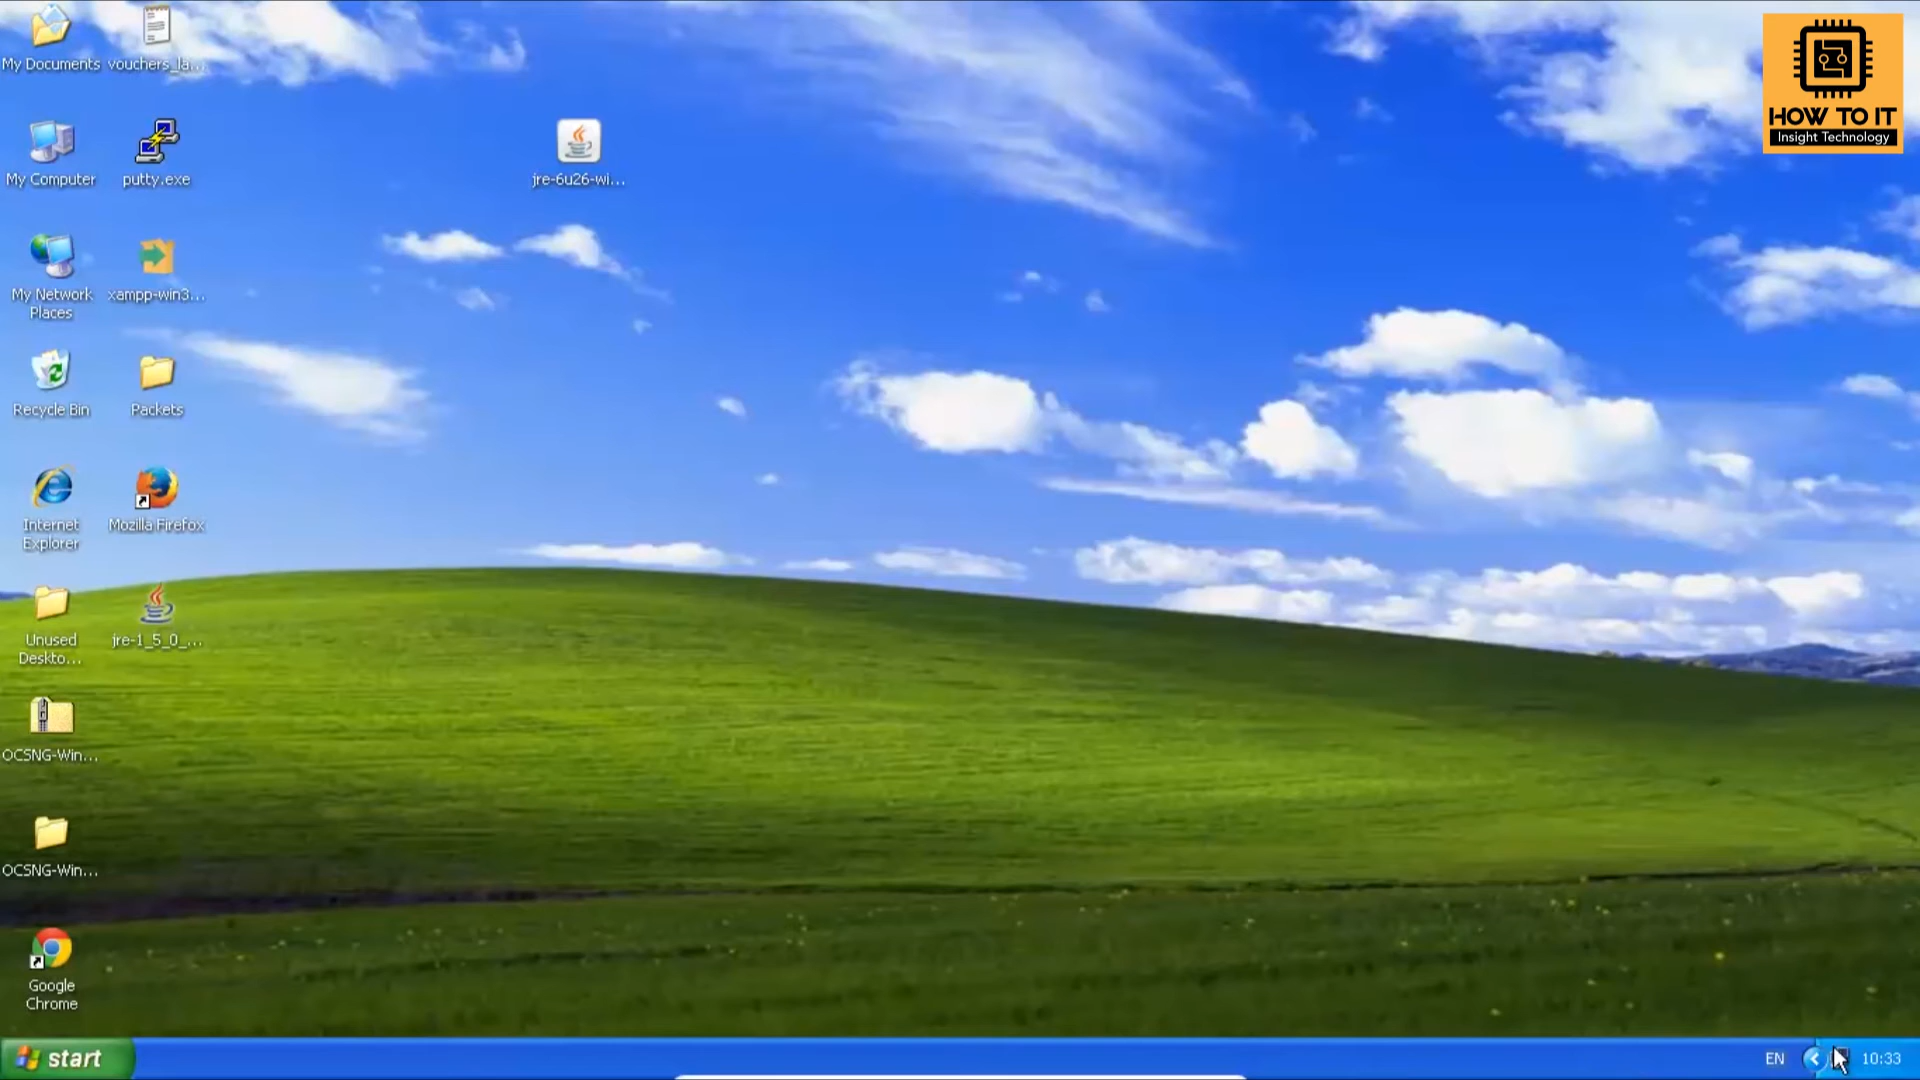 My Documents
vouchers_la...
My Computer
putty.exe
jre-6u26-wi...
My Network
Places
xampp-win3...
Recycle Bin
Packets
Internet
Explorer
Mozilla Firefox
Unused
Deskto...
jre-1_5_0_...
OCSNG-Win...
OCSNG-Win...
Google
Chrome
HOW TO IT
Insight Technology
start
EN
10:33